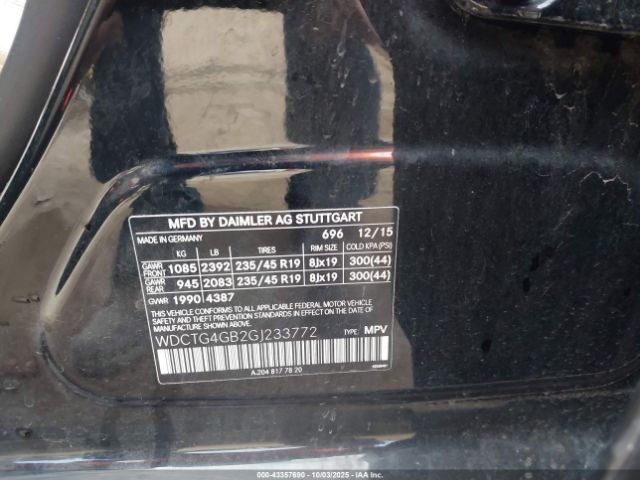 MFD BY DAIMLER AG STUTTGART
MADE IN GERMANY 696 12/15
KG LB TIRES RIM SIZE COLD KPA (PSI)
GAWR FRONT 1085 2392 235/45 R19 8Jx19 300(44)
GAWR REAR 945 2083 235/45 R19 8Jx19 300(44)
GVWR 1990 4387
THIS VEHICLE CONFORMS TO ALL APPLICABLE FEDERAL MOTOR VEHICLE
SAFETY AND THEFT PREVENTION STANDARDS IN EFFECT ON THE DATE OF
MANUFACTURE SHOWN ABOVE.
WDCTG4GB2GJ233772 TYPE: MPV
A.204 817 78 20
000-43357690 - 10/03/2025 - IAAI.COM